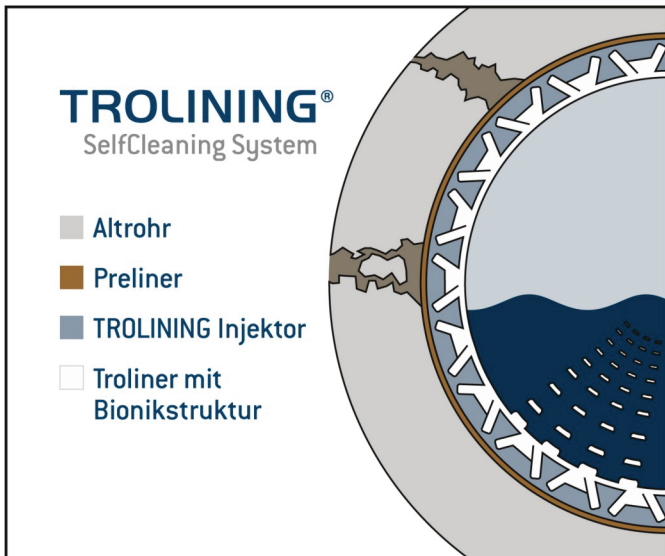 TROLINING®
SelfCleaning System
Altrohr
Preliner
TROLINING Injektor
Troliner mit
Bionikstruktur